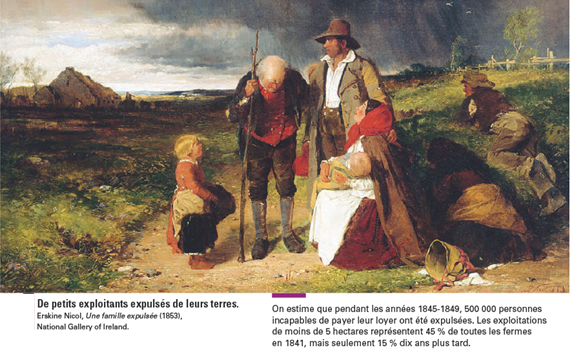 De petits exploitants expulsés de leurs terres.
Erskine Nicol, Une famille expulsée (1853),
National Gallery of Ireland.
On estime que pendant les années 1845-1849, 500 000 personnes
incapables de payer leur loyer ont été expulsées. Les exploitations
de moins de 5 hectares représentent 45 % de toutes les fermes
en 1841, mais seulement 15 % dix ans plus tard.